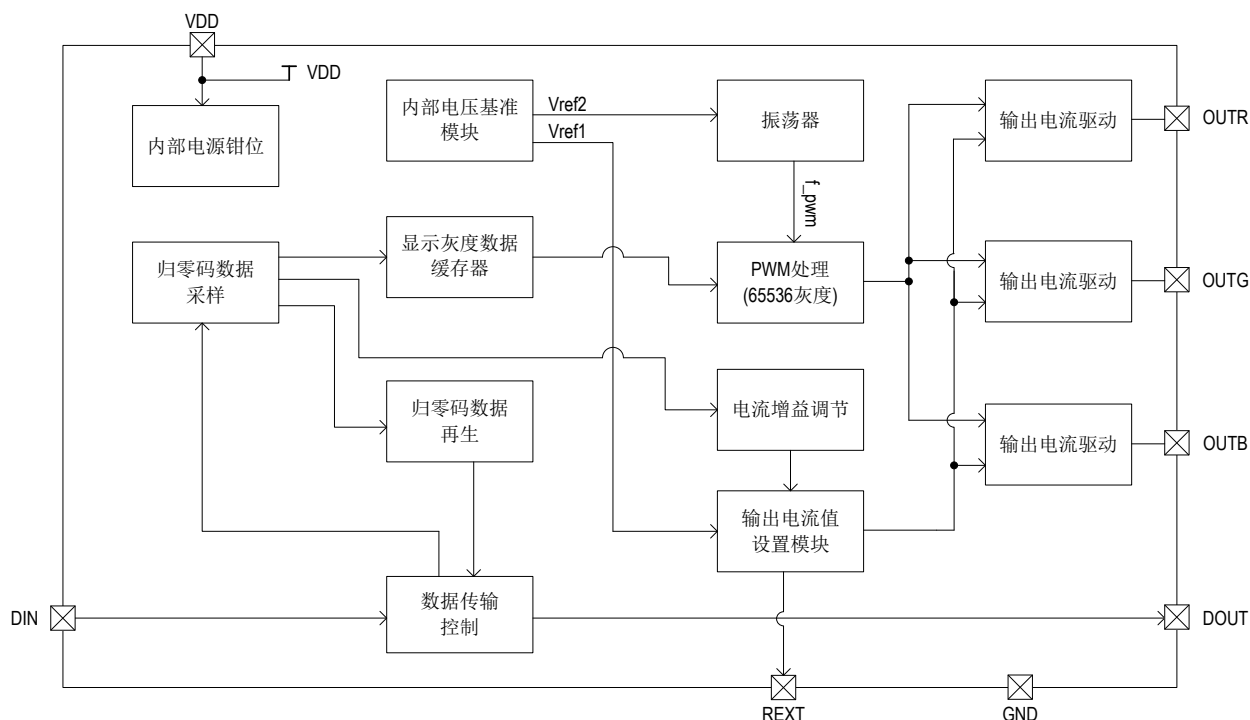 VDD
VDD
内部电源钳位
内部电压基准
模块
Vref2
Vref1
振荡器
f_pwm
输出电流驱动
OUTR
归零码数据
采样
显示灰度数据
缓存器
PWM处理
(65536灰度)
输出电流驱动
OUTG
归零码数据
再生
电流增益调节
输出电流驱动
OUTB
输出电流值
设置模块
DIN
数据传输
控制
DOUT
REXT
GND